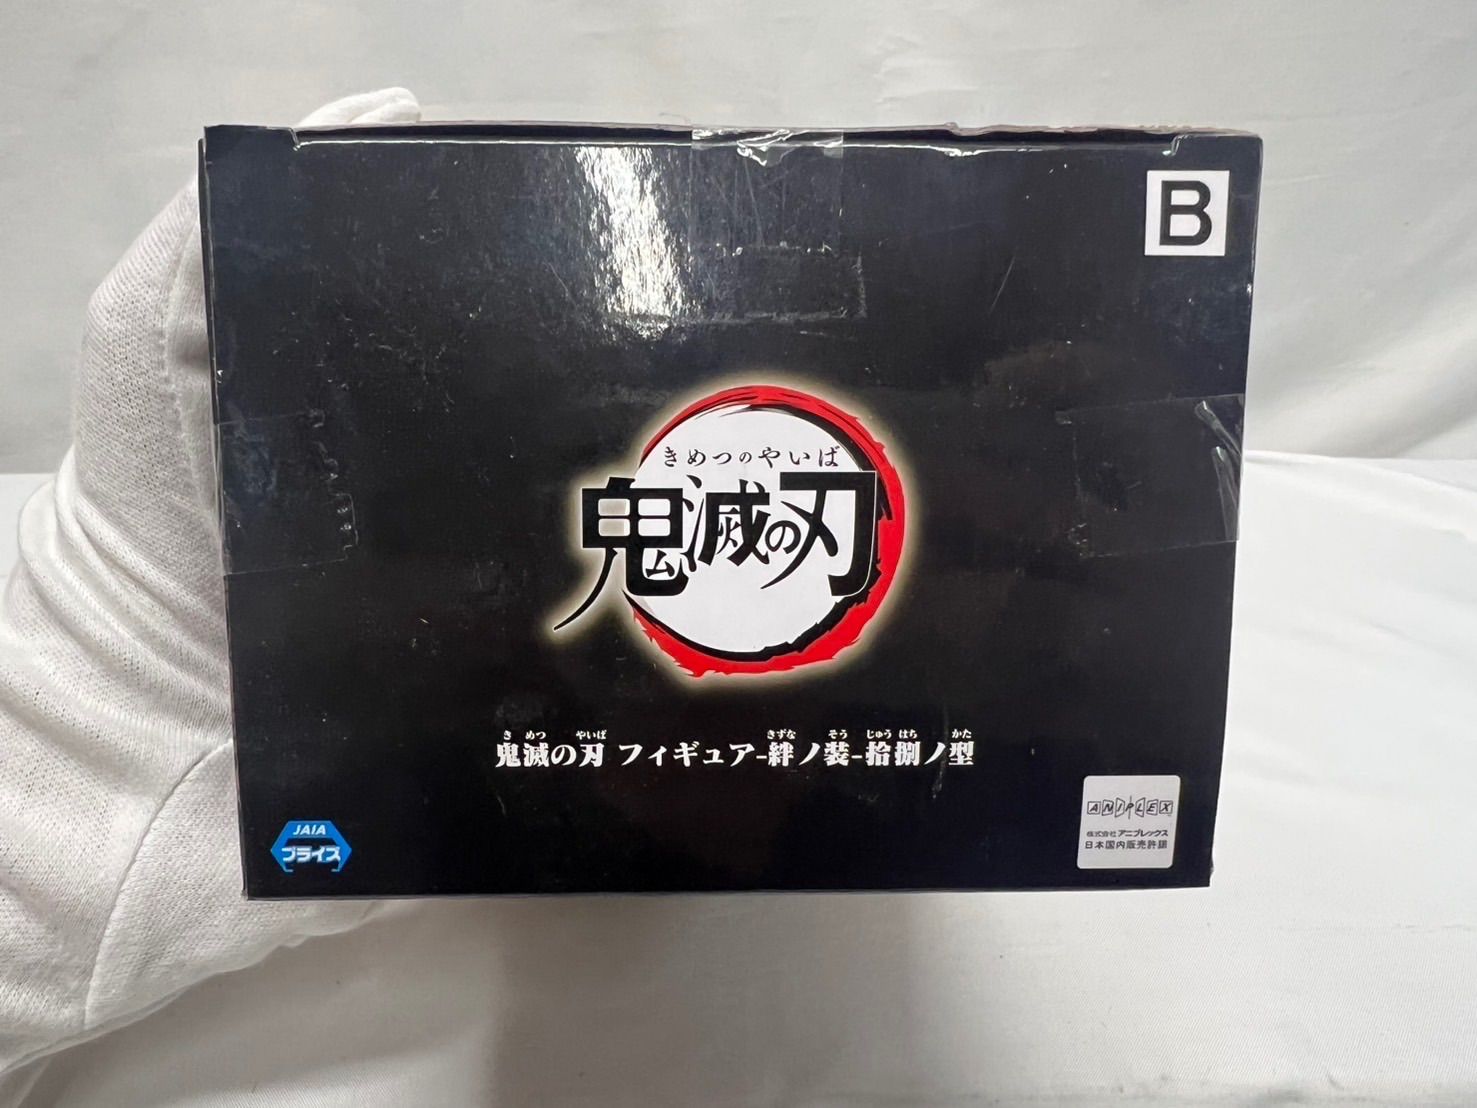 B
きめつのやいば
鬼滅の刃
き めつ やいば きずな そう じゅう はち かた
鬼滅の刃 フィギュア-絆ノ装-拾捌ノ型
JAIA
プライズ
ANIPLEX
株式会社アニプレックス
日本国内販売許諾